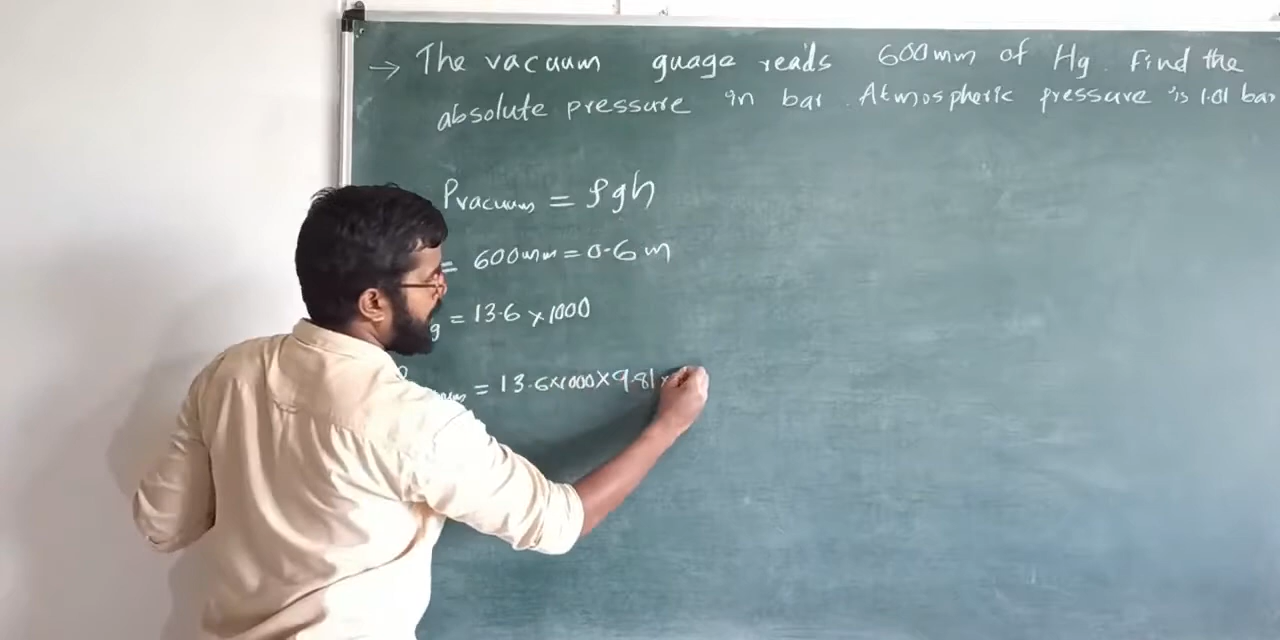 → The vacuum guage reads 600mm of Hg. Find the
absolute pressure in bar. Atmospheric pressure is 1.01 bar
Pvacuum = ρgh
= 600mm = 0.6 m
g = 13.6 × 1000
= 13.6×1000×9.81×